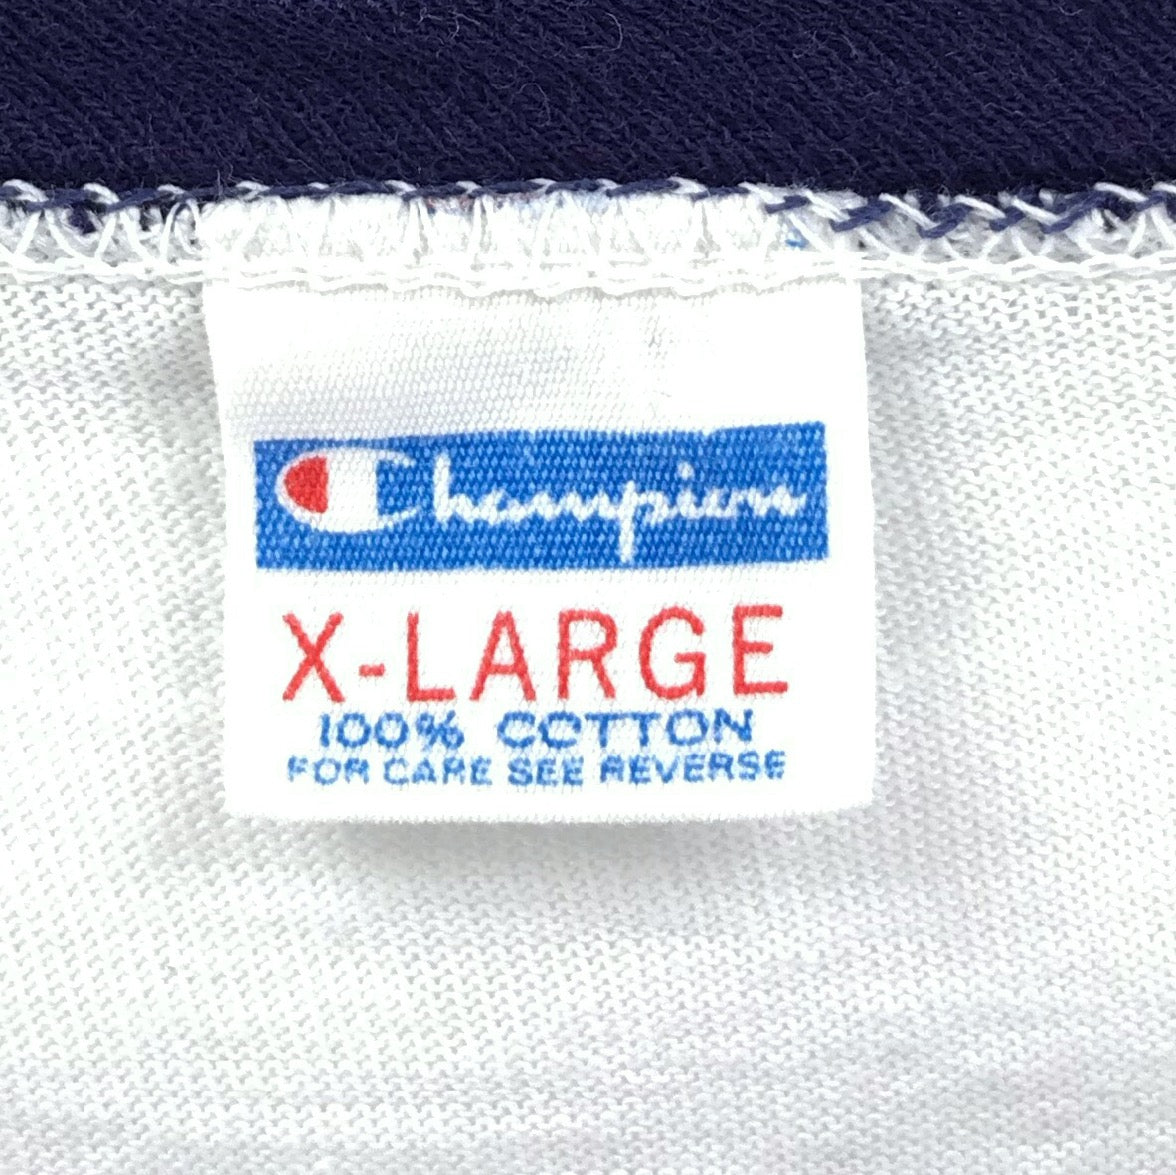 Champion
X-LARGE
100% COTTON
FOR CARE SEE REVERSE